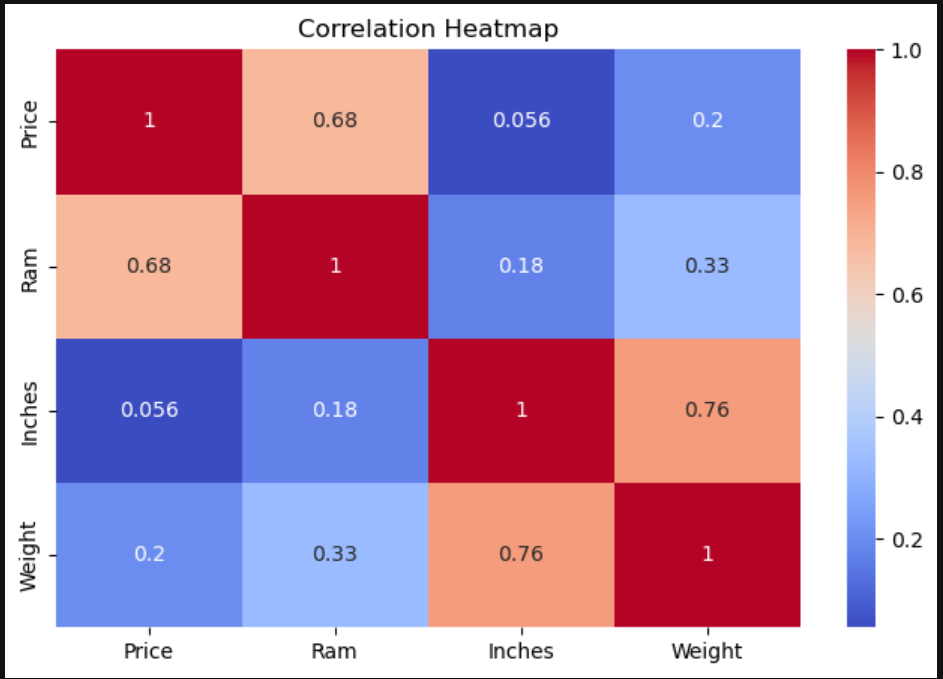 Correlation Heatmap
Price 1 0.68 0.056 0.2
Ram 0.68 1 0.18 0.33
Inches 0.056 0.18 1 0.76
Weight 0.2 0.33 0.76 1
Price Ram Inches Weight
1.0
0.8
0.6
0.4
0.2